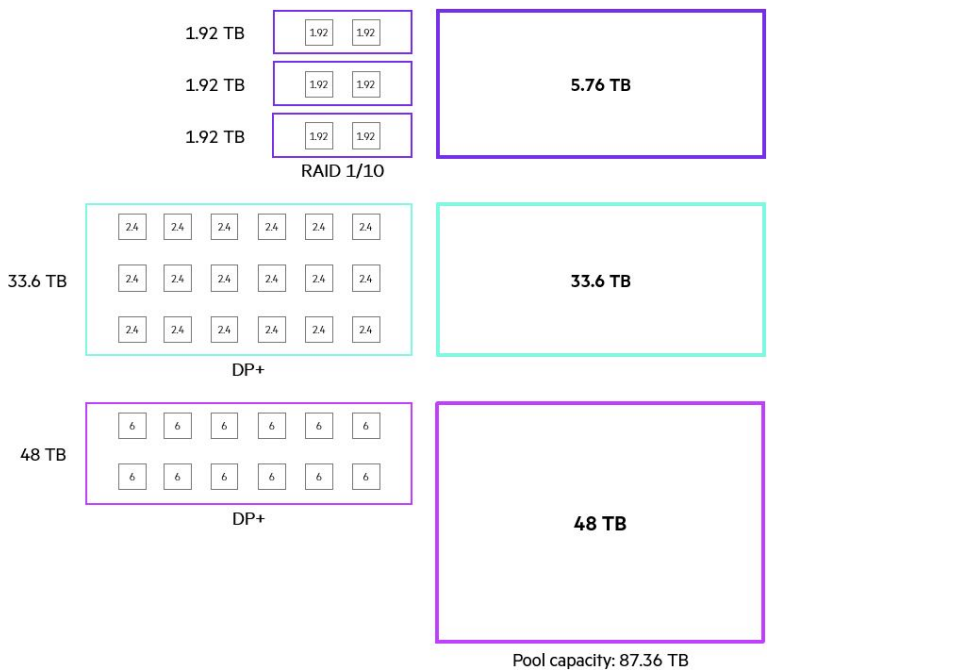 1.92 TB 1.92 1.92
1.92 TB 1.92 1.92
1.92 TB 1.92 1.92
RAID 1/10
5.76 TB
33.6 TB
2.4 2.4 2.4 2.4 2.4 2.4
2.4 2.4 2.4 2.4 2.4 2.4
2.4 2.4 2.4 2.4 2.4 2.4
DP+
33.6 TB
48 TB
6 6 6 6 6 6
6 6 6 6 6 6
DP+
48 TB
Pool capacity: 87.36 TB